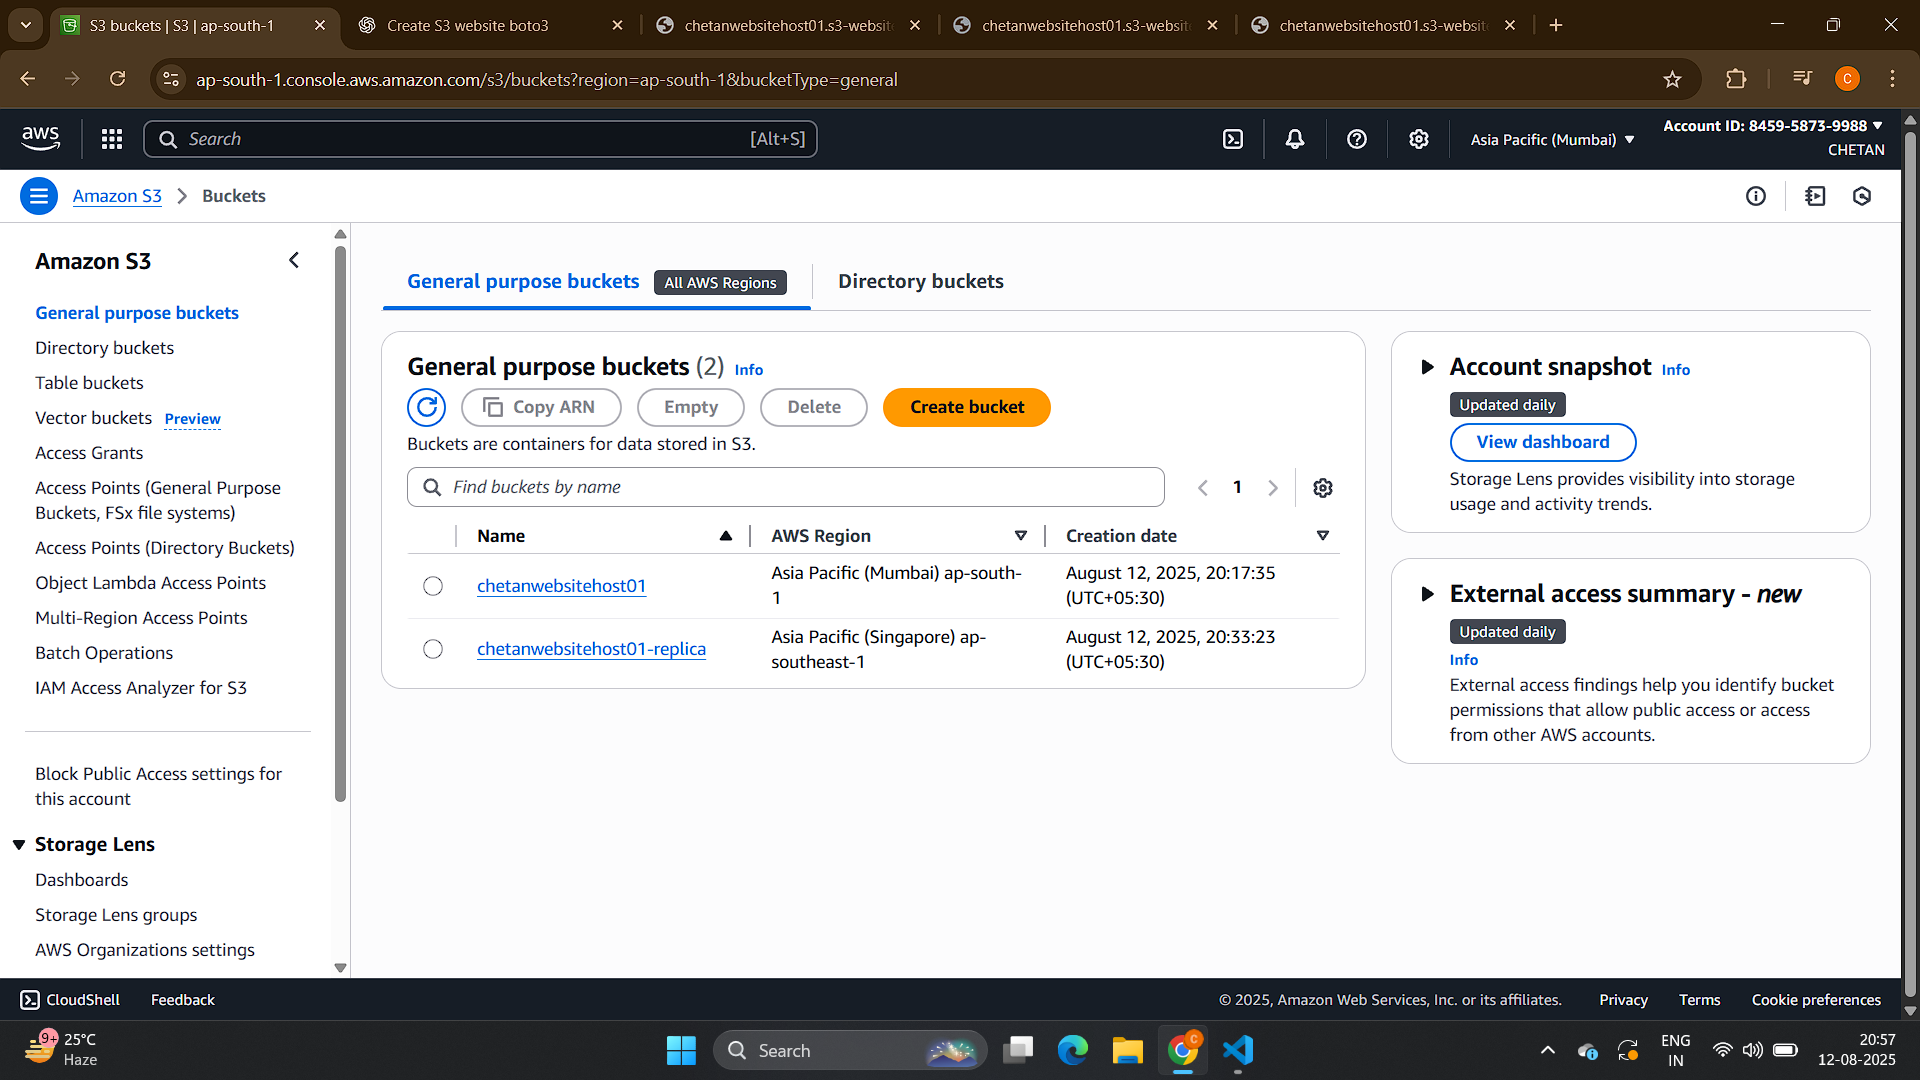 S3 buckets | S3 | ap-south-1
Create S3 website boto3
chetanwebsitehost01.s3-websit
chetanwebsitehost01.s3-websit
chetanwebsitehost01.s3-websit
ap-south-1.console.aws.amazon.com/s3/buckets?region=ap-south-1&bucketType=general
C
aws
Search
[Alt+S]
Asia Pacific (Mumbai)
Account ID: 8459-5873-9988
CHETAN
Amazon S3
Buckets
Amazon S3
General purpose buckets
Directory buckets
Table buckets
Vector buckets Preview
Access Grants
Access Points (General Purpose
Buckets, FSx file systems)
Access Points (Directory Buckets)
Object Lambda Access Points
Multi-Region Access Points
Batch Operations
IAM Access Analyzer for S3
Block Public Access settings for
this account
Storage Lens
Dashboards
Storage Lens groups
AWS Organizations settings
General purpose buckets All AWS Regions
Directory buckets
General purpose buckets (2) Info
Copy ARN
Empty
Delete
Create bucket
Buckets are containers for data stored in S3.
Find buckets by name
1
Name
AWS Region
Creation date
chetanwebsitehost01
Asia Pacific (Mumbai) ap-south-
1
August 12, 2025, 20:17:35
(UTC+05:30)
chetanwebsitehost01-replica
Asia Pacific (Singapore) ap-
southeast-1
August 12, 2025, 20:33:23
(UTC+05:30)
Account snapshot Info
Updated daily
View dashboard
Storage Lens provides visibility into storage
usage and activity trends.
External access summary - new
Updated daily
Info
External access findings help you identify bucket
permissions that allow public access or access
from other AWS accounts.
CloudShell
Feedback
© 2025, Amazon Web Services, Inc. or its affiliates.
Privacy
Terms
Cookie preferences
9+
25°C
Haze
Search
C
ENG
IN
20:57
12-08-2025